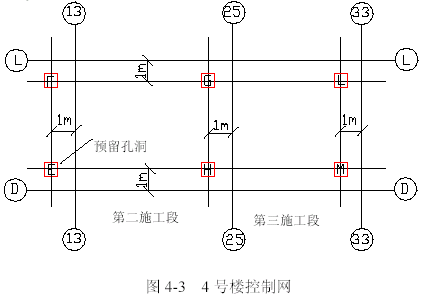 13 25 33
L L
1m
F G L
1m 1m 1m
预留孔洞
E H M
1m
D D
第二施工段 第三施工段
13 25 33
图 4-3 4 号楼控制网